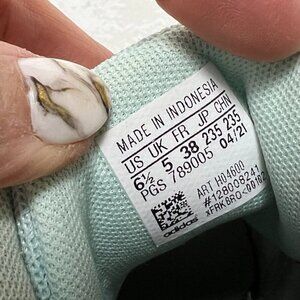 MADE IN INDONESIA
US UK FR JP CHN
6½ 5 38 235 235
PGS 789005 04/21
ART H04600
#12B008241
adidas